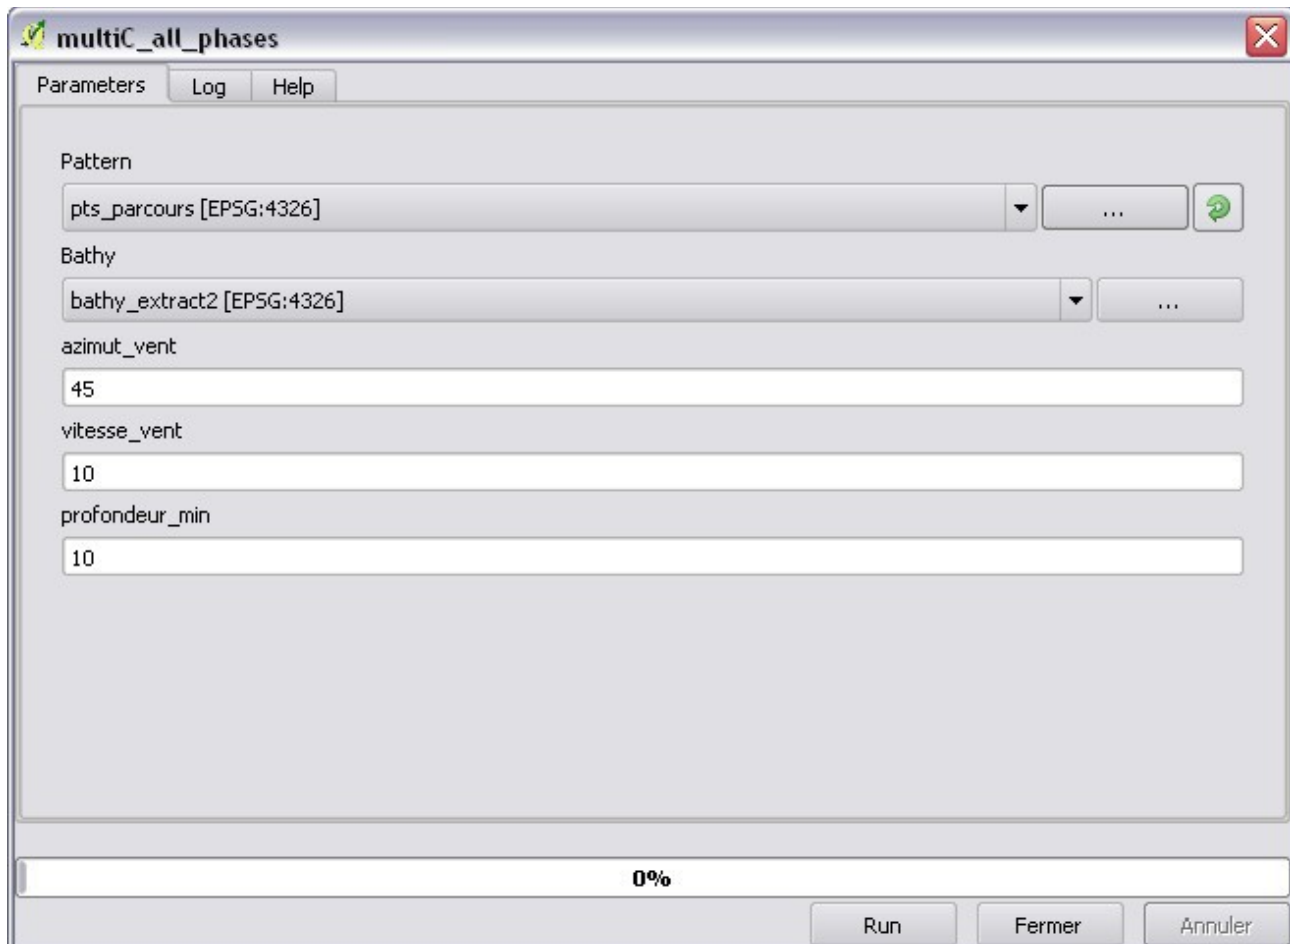 multiC_all_phases
Parameters Log Help
Pattern
pts_parcours [EPSG:4326] ...
Bathy
bathy_extract2 [EPSG:4326] ...
azimut_vent
45
vitesse_vent
10
profondeur_min
10
0%
Run Fermer Annuler